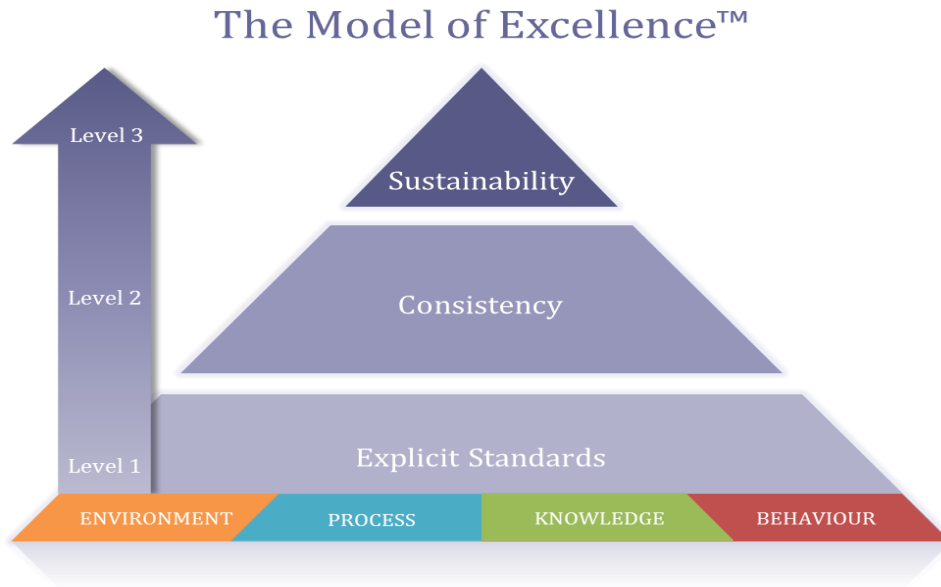 The Model of Excellence™
Level 3
Sustainability
Level 2
Consistency
Level 1
Explicit Standards
ENVIRONMENT PROCESS KNOWLEDGE BEHAVIOUR